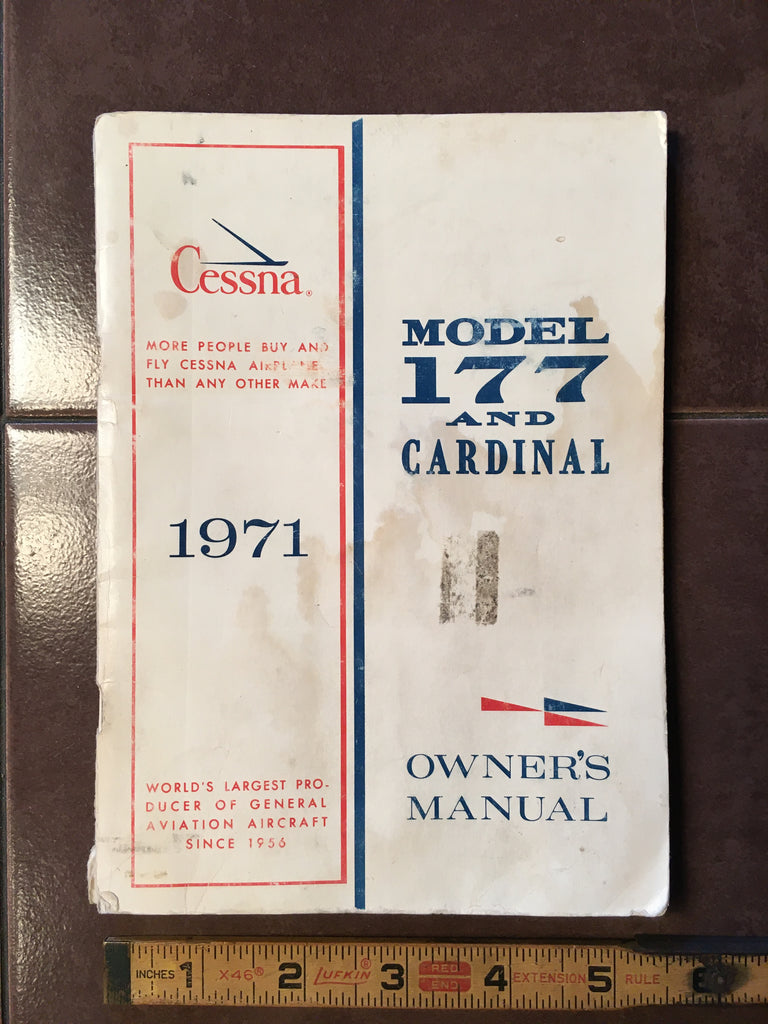 Cessna®
MORE PEOPLE BUY AND
FLY CESSNA AIRPLANES
THAN ANY OTHER MAKE
1971
WORLD'S LARGEST PRO-
DUCER OF GENERAL
AVIATION AIRCRAFT
SINCE 1956
MODEL
177
AND
CARDINAL
OWNER'S
MANUAL
INCHES 1 X-46® 2 LUFKIN® 3 RED END 4 EXTENSION 5 RULE 6